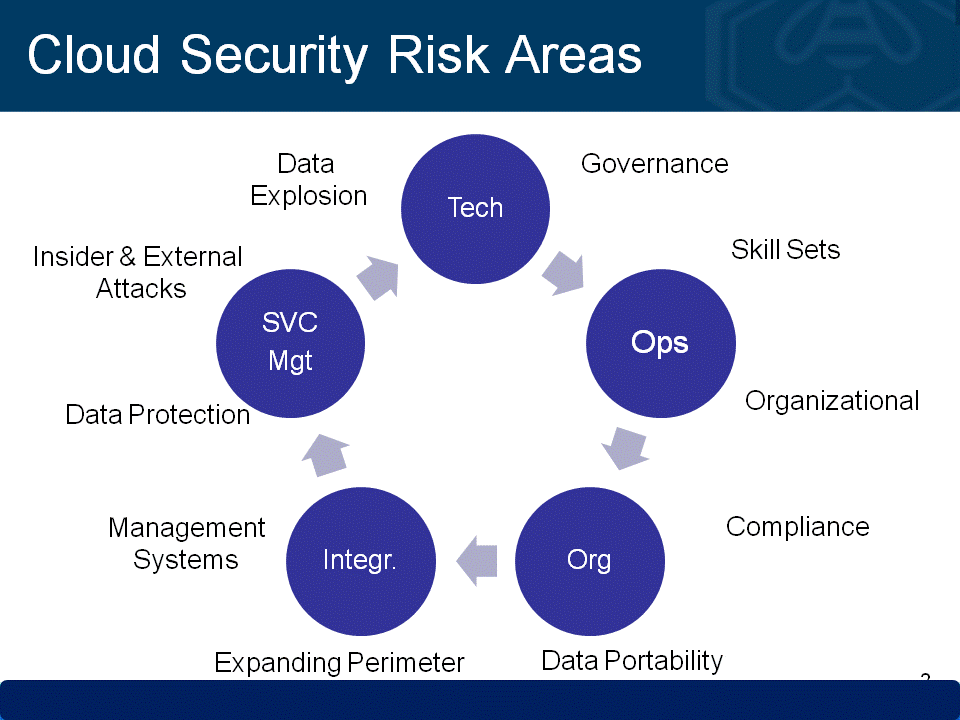 Cloud Security Risk Areas
Data
Explosion
Tech
Governance
Insider & External
Attacks
Skill Sets
SVC
Mgt
Ops
Data Protection
Organizational
Management
Systems
Integr.
Org
Compliance
Expanding Perimeter
Data Portability